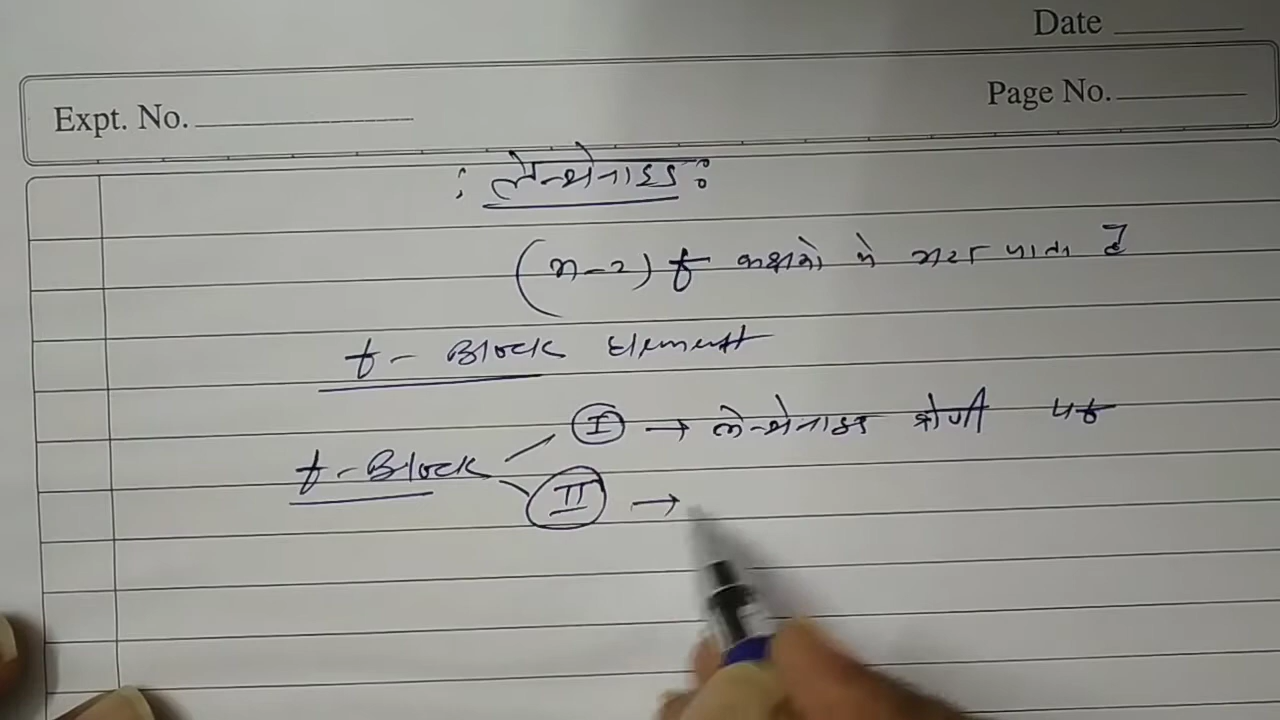 Date
Expt. No.
Page No.
: लेन्थेनाइड :
(n-2) f कक्षको मे भरा जाता है
f - Block Element
f - Block
I → लेन्थेनाइड श्रेणी 4f
II →